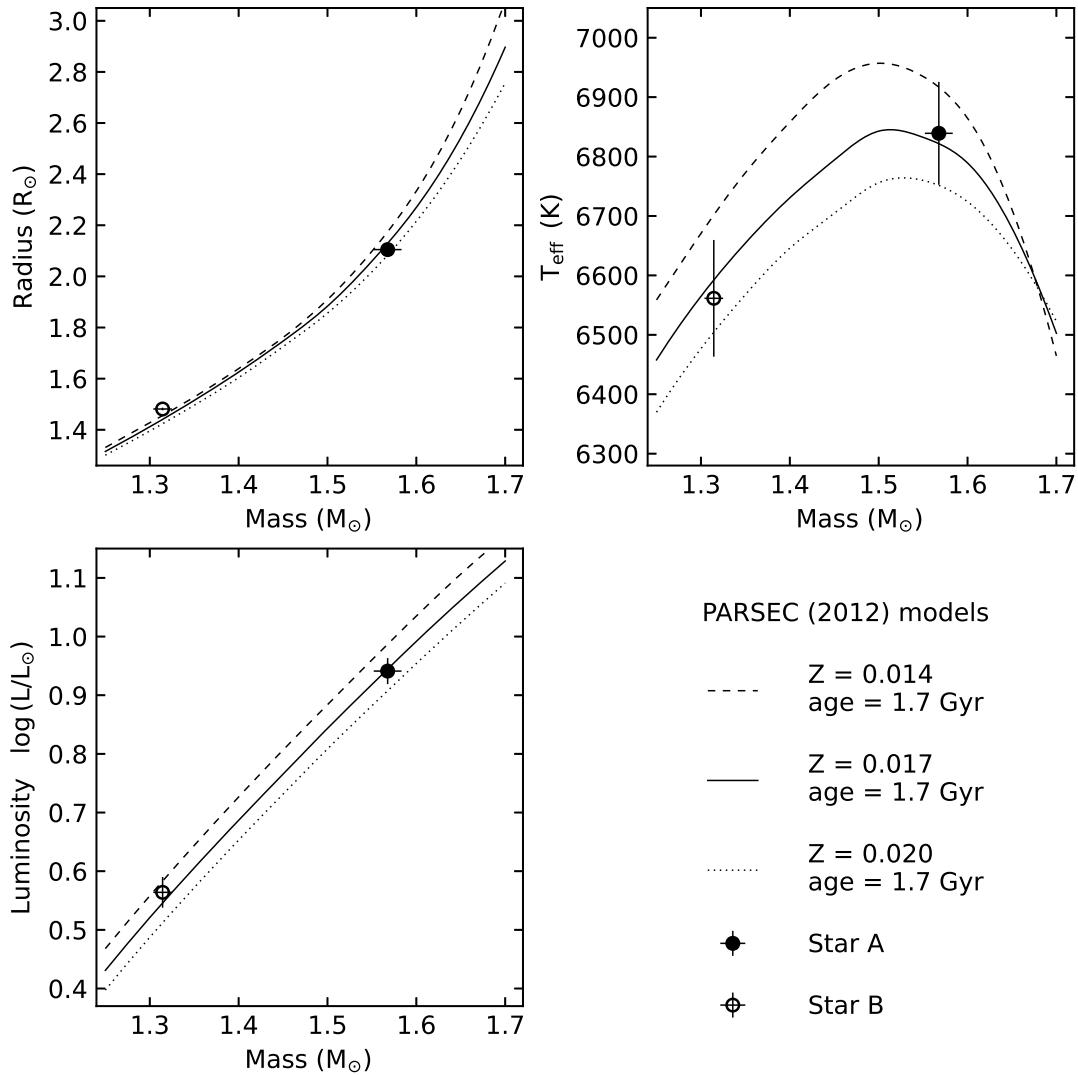 3.0
2.8
2.6
2.4
2.2
2.0
1.8
1.6
1.4
Radius (R⊙)
1.3 1.4 1.5 1.6 1.7
Mass (M⊙)
7000
6900
6800
6700
6600
6500
6400
6300
Teff (K)
1.3 1.4 1.5 1.6 1.7
Mass (M⊙)
1.1
1.0
0.9
0.8
0.7
0.6
0.5
0.4
Luminosity log(L/L⊙)
1.3 1.4 1.5 1.6 1.7
Mass (M⊙)
PARSEC (2012) models
Z = 0.014
age = 1.7 Gyr
Z = 0.017
age = 1.7 Gyr
Z = 0.020
age = 1.7 Gyr
Star A
Star B